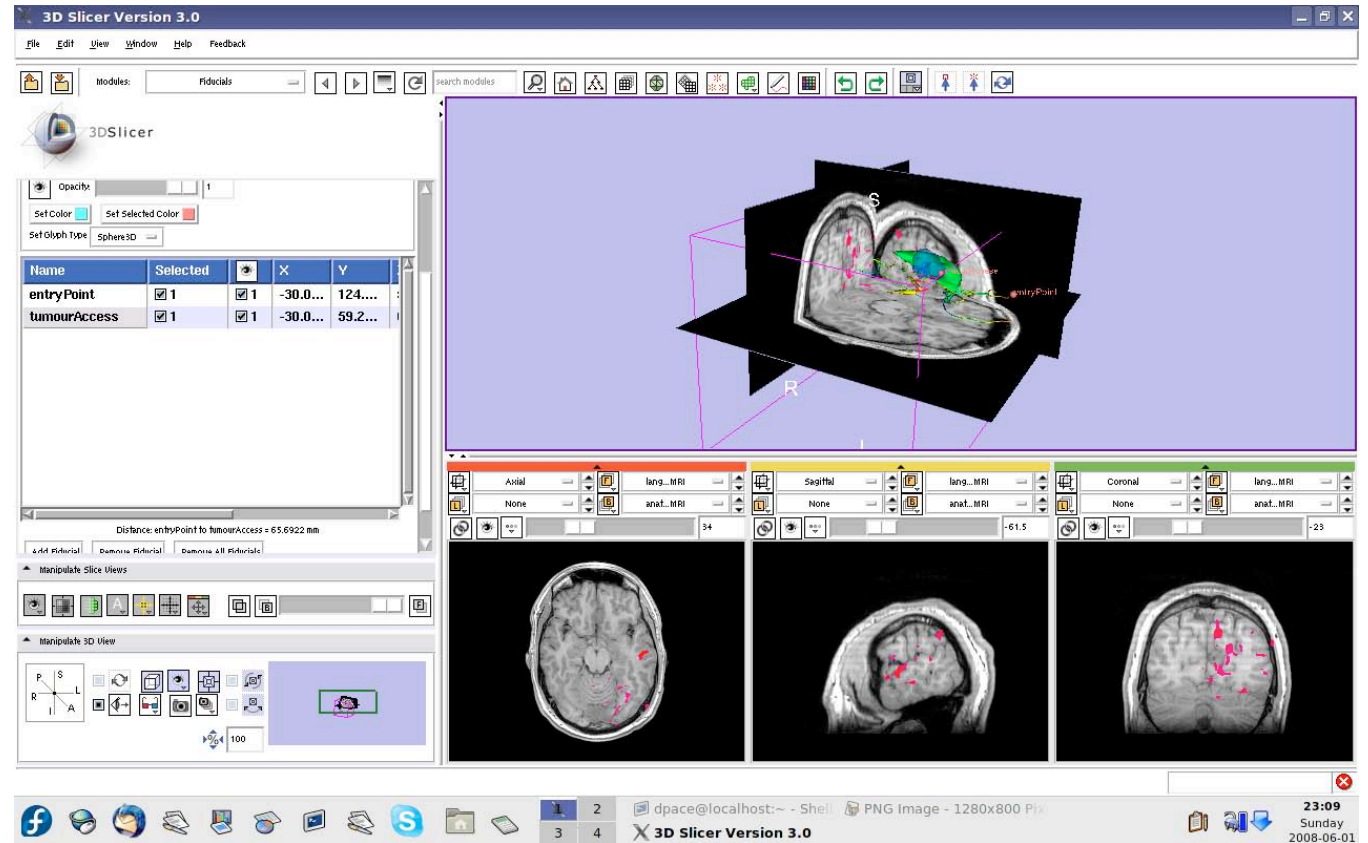 3D Slicer Version 3.0
File Edit View Window Help Feedback
Modules: Fiducials search modules
3DSlicer
Opacity: 1
Set Color Set Selected Color
Set Glyph Type Sphere3D
Name Selected X Y
entryPoint 1 1 -30.0... 124....
tumourAccess 1 1 -30.0... 59.2...
Distance: entryPoint to tumourAccess = 65.6922 mm
Add Fiducial Remove Fiducial Remove All Fiducials
Manipulate Slice Views
Manipulate 3D View
P S
R L
I A
100
S
entryPoint
R
Axial lang...MRI
None anat...MRI
34
Sagittal lang...MRI
None anat...MRI
-61.5
Coronal lang...MRI
None anat...MRI
-23
1 2
3 4
dpace@localhost:~ - Shell
PNG Image - 1280x800 Pix
3D Slicer Version 3.0
23:09
Sunday
2008-06-01